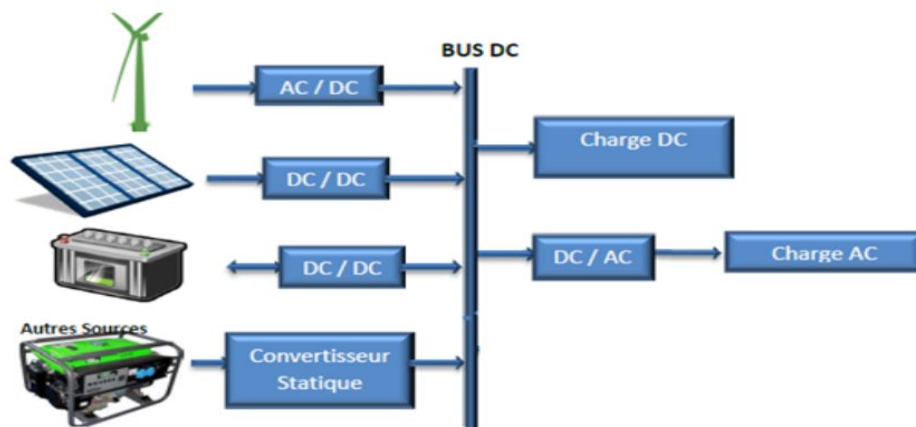 BUS DC
AC / DC
Charge DC
DC / DC
DC / AC
Charge AC
DC / DC
Autres Sources
Convertisseur
Statique